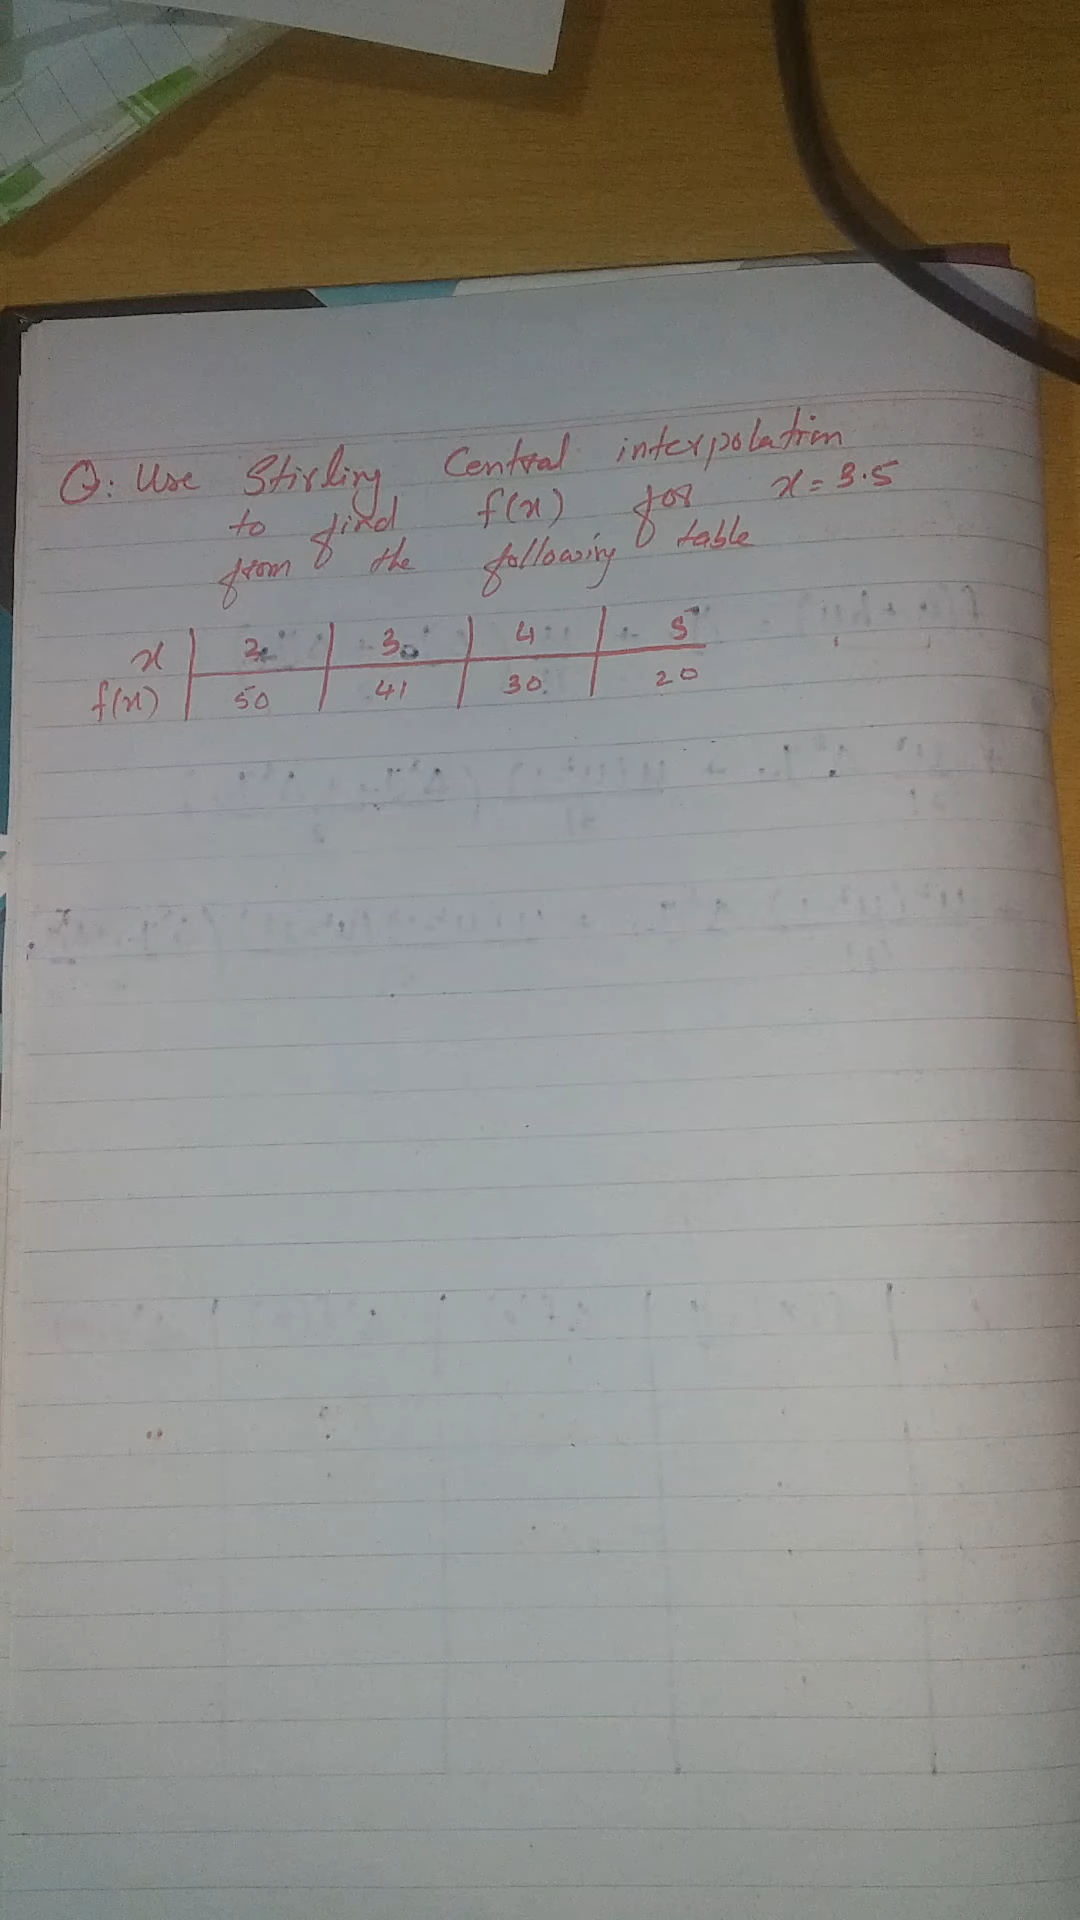 Q: Use Stirling Central interpolation
to find f(x) for x = 3.5
from the following table
x | 2 | 3 | 4 | 5
f(x) | 50 | 41 | 30 | 20